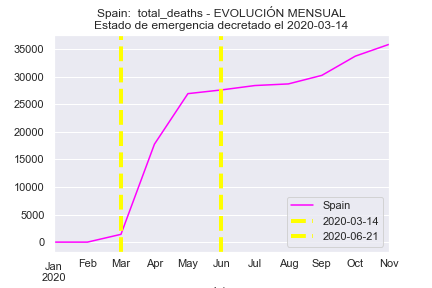 Spain: total_deaths - EVOLUCIÓN MENSUAL
Estado de emergencia decretado el 2020-03-14
35000
30000
25000
20000
15000
10000
5000
0
Jan Feb Mar Apr May Jun Jul Aug Sep Oct Nov
2020
Spain
2020-03-14
2020-06-21